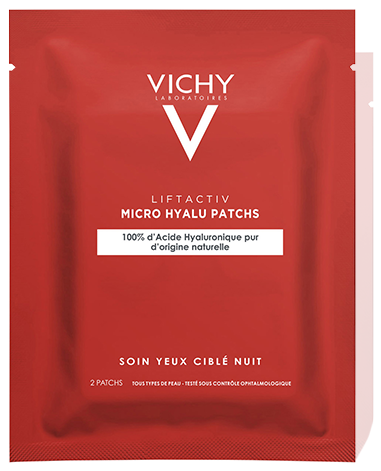 VICHY
LABORATOIRES
LIFTACTIV
MICRO HYALU PATCHS
100% d'Acide Hyaluronique pur
d'origine naturelle
SOIN YEUX CIBLÉ NUIT
2 PATCHS TOUS TYPES DE PEAU - TESTÉ SOUS CONTRÔLE OPHTALMOLOGIQUE